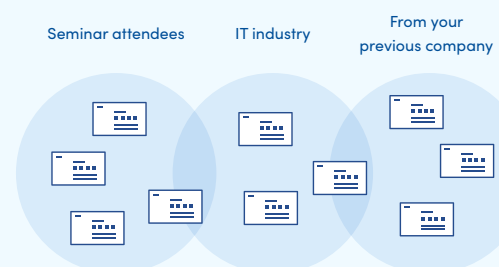 Seminar attendees
IT industry
From your
previous company